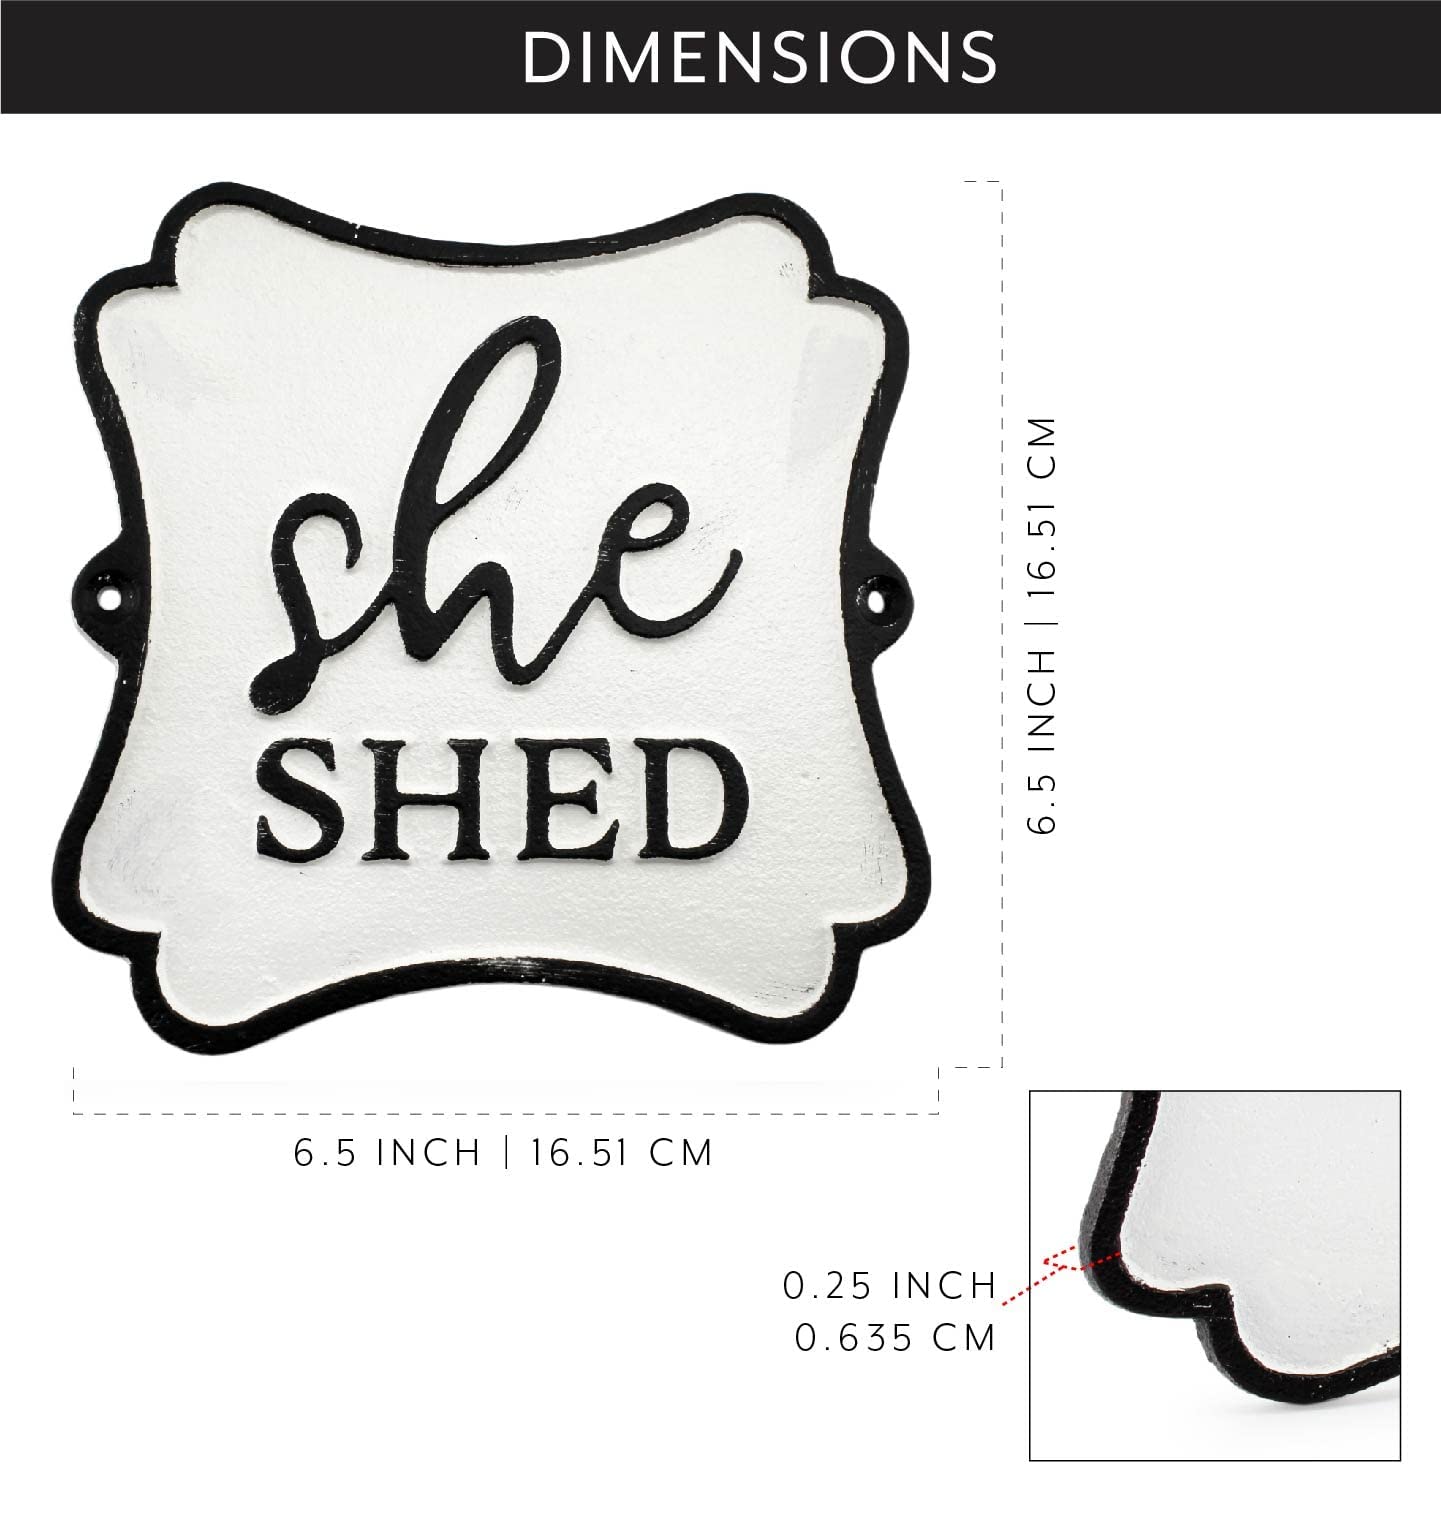 DIMENSIONS
she
SHED
6.5 INCH | 16.51 CM
6.5 INCH | 16.51 CM
0.25 INCH
0.635 CM